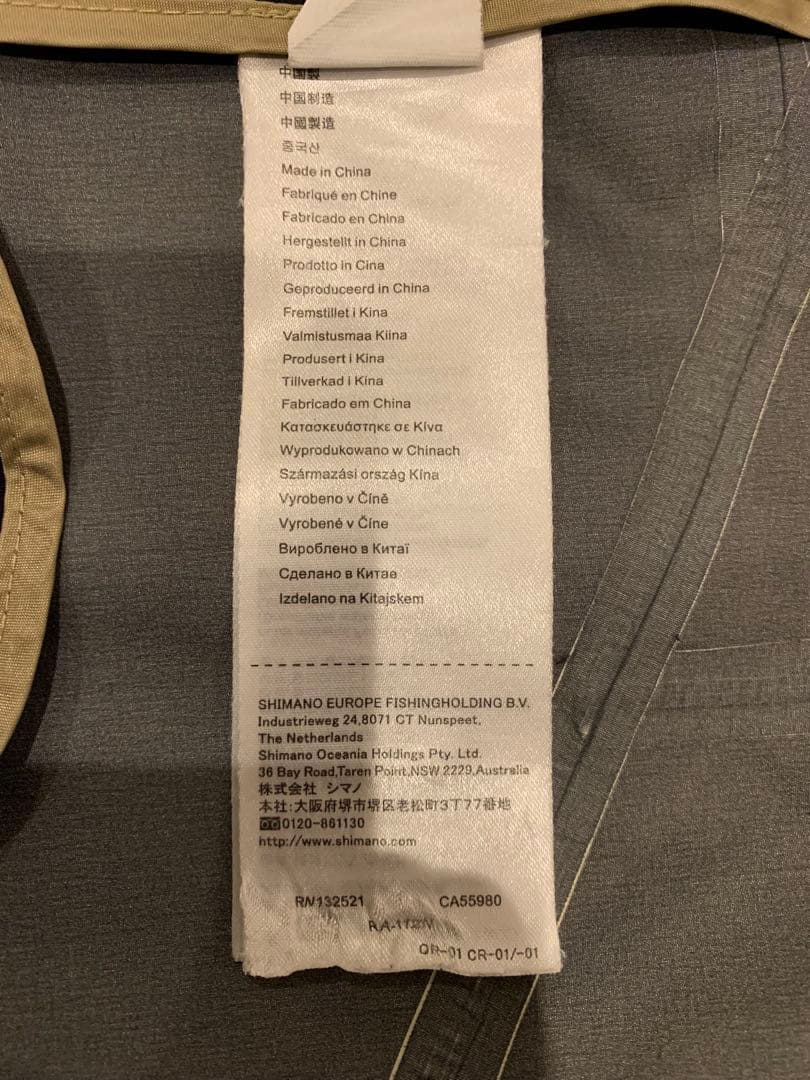 中国製
中国制造
中國製造
중국산
Made in China
Fabriqué en Chine
Fabricado en China
Hergestellt in China
Prodotto in Cina
Geproduceerd in China
Fremstillet i Kina
Valmistusmaa Kiina
Produsert i Kina
Tillverkad i Kina
Fabricado em China
Κατασκευάστηκε σε Κίνα
Wyprodukowano w Chinach
Származási ország Kína
Vyrobeno v Číně
Vyrobené v Číne
Вироблено в Китаї
Сделано в Китае
Izdelano na Kitajskem
SHIMANO EUROPE FISHINGHOLDING B.V.
Industrieweg 24,8071 CT Nunspeet,
The Netherlands
Shimano Oceania Holdings Pty. Ltd.
36 Bay Road,Taren Point,NSW 2229,Australia
株式会社 シマノ
本社:大阪府堺市堺区老松町3丁77番地
0120-861130
http://www.shimano.com
RN132521 CA55980
QR-01 CR-01/-01